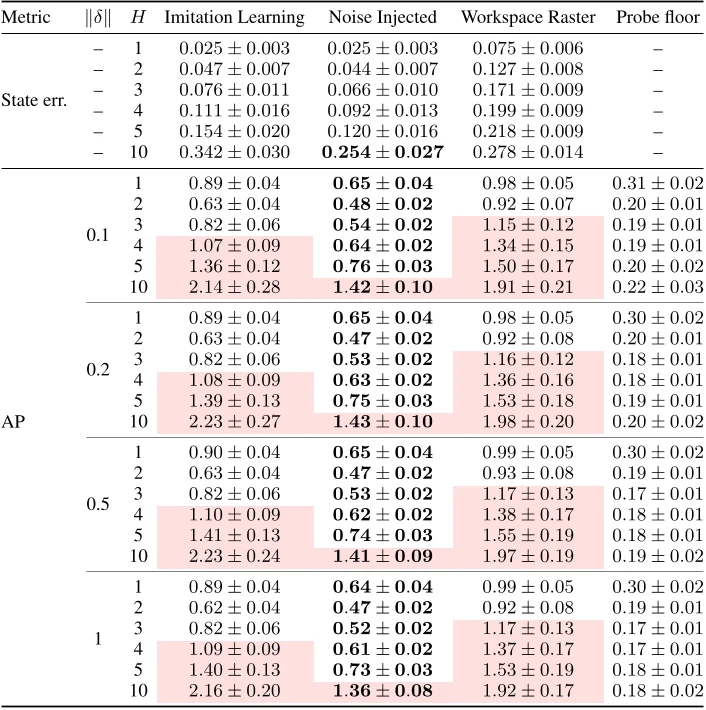 Metric ‖δ‖ H Imitation Learning Noise Injected Workspace Raster Probe floor
– 1 0.025 ± 0.003 0.025 ± 0.003 0.075 ± 0.006 –
– 2 0.047 ± 0.007 0.044 ± 0.007 0.127 ± 0.008 –
– 3 0.076 ± 0.011 0.066 ± 0.010 0.171 ± 0.009 –
State err.
– 4 0.111 ± 0.016 0.092 ± 0.013 0.199 ± 0.009 –
– 5 0.154 ± 0.020 0.120 ± 0.016 0.218 ± 0.009 –
– 10 0.342 ± 0.030 0.254 ± 0.027 0.278 ± 0.014 –
1 0.89 ± 0.04 0.65 ± 0.04 0.98 ± 0.05 0.31 ± 0.02
2 0.63 ± 0.04 0.48 ± 0.02 0.92 ± 0.07 0.20 ± 0.01
3 0.82 ± 0.06 0.54 ± 0.02 1.15 ± 0.12 0.19 ± 0.01
0.1
4 1.07 ± 0.09 0.64 ± 0.02 1.34 ± 0.15 0.19 ± 0.01
5 1.36 ± 0.12 0.76 ± 0.03 1.50 ± 0.17 0.20 ± 0.02
10 2.14 ± 0.28 1.42 ± 0.10 1.91 ± 0.21 0.22 ± 0.03
1 0.89 ± 0.04 0.65 ± 0.04 0.98 ± 0.05 0.30 ± 0.02
2 0.63 ± 0.04 0.47 ± 0.02 0.92 ± 0.08 0.20 ± 0.01
3 0.82 ± 0.06 0.53 ± 0.02 1.16 ± 0.12 0.18 ± 0.01
0.2
4 1.08 ± 0.09 0.63 ± 0.02 1.36 ± 0.16 0.18 ± 0.01
5 1.39 ± 0.13 0.75 ± 0.03 1.53 ± 0.18 0.19 ± 0.01
AP
10 2.23 ± 0.27 1.43 ± 0.10 1.98 ± 0.20 0.20 ± 0.02
1 0.90 ± 0.04 0.65 ± 0.04 0.99 ± 0.05 0.30 ± 0.02
2 0.63 ± 0.04 0.47 ± 0.02 0.93 ± 0.08 0.19 ± 0.01
3 0.82 ± 0.06 0.53 ± 0.02 1.17 ± 0.13 0.17 ± 0.01
0.5
4 1.10 ± 0.09 0.62 ± 0.02 1.38 ± 0.17 0.18 ± 0.01
5 1.41 ± 0.13 0.74 ± 0.03 1.55 ± 0.19 0.18 ± 0.01
10 2.23 ± 0.24 1.41 ± 0.09 1.97 ± 0.19 0.19 ± 0.02
1 0.89 ± 0.04 0.64 ± 0.04 0.99 ± 0.05 0.30 ± 0.02
2 0.62 ± 0.04 0.47 ± 0.02 0.92 ± 0.08 0.19 ± 0.01
3 0.82 ± 0.06 0.52 ± 0.02 1.17 ± 0.13 0.17 ± 0.01
1
4 1.09 ± 0.09 0.61 ± 0.02 1.37 ± 0.17 0.17 ± 0.01
5 1.40 ± 0.13 0.73 ± 0.03 1.53 ± 0.19 0.18 ± 0.01
10 2.16 ± 0.20 1.36 ± 0.08 1.92 ± 0.17 0.18 ± 0.02